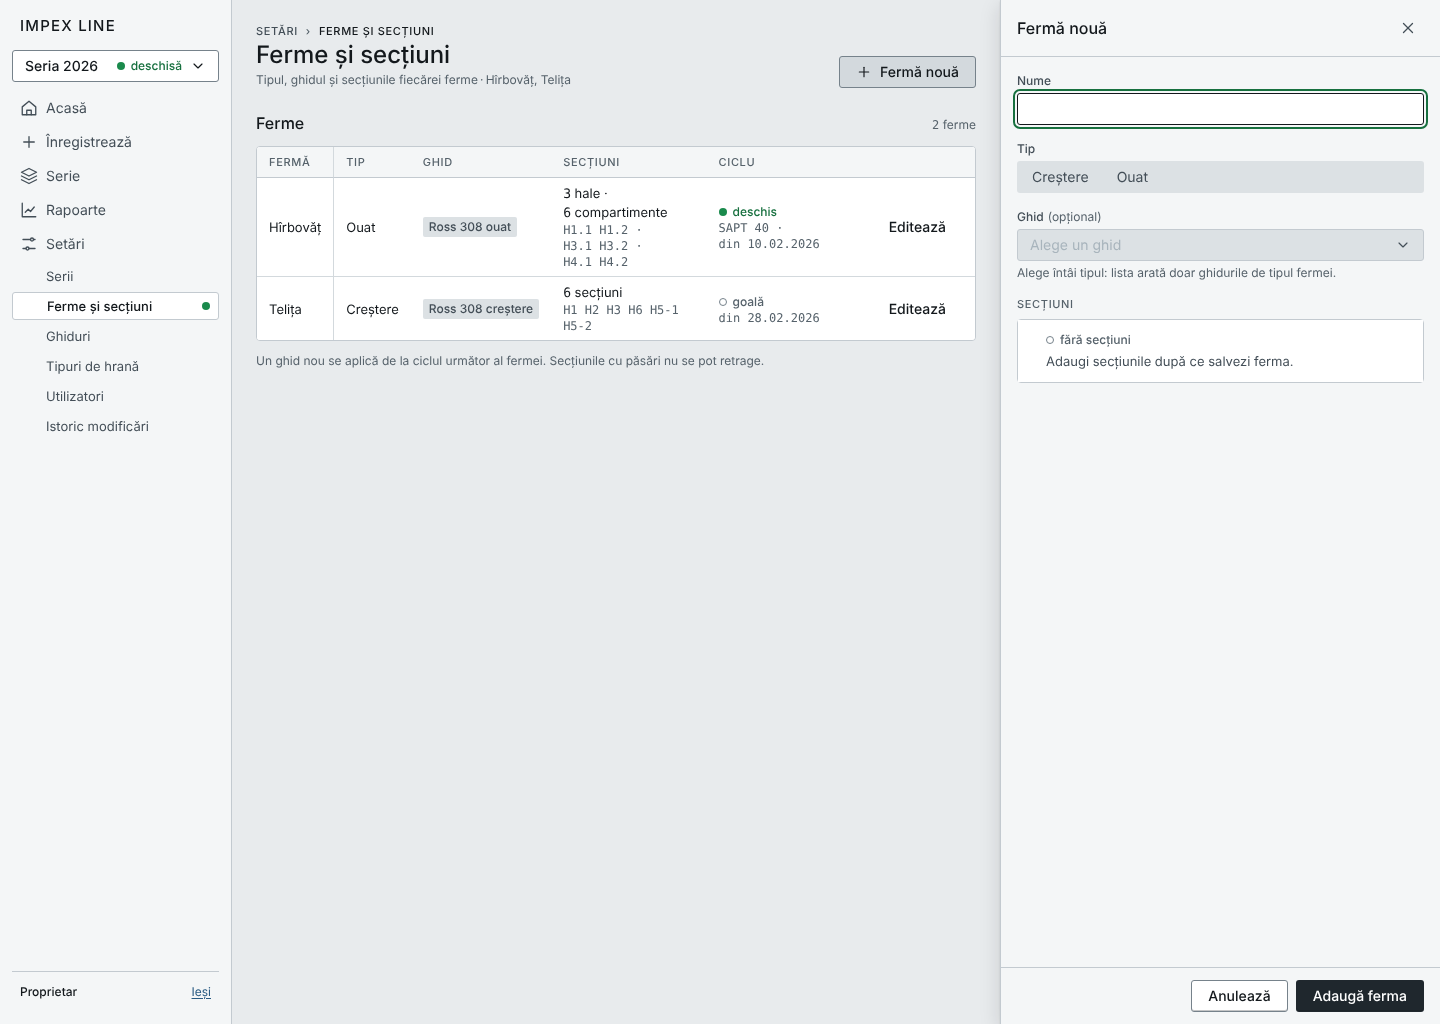 IMPEX LINE
Seria 2026 deschisă
Acasă
Înregistrează
Serie
Rapoarte
Setări
Serii
Ferme și secțiuni
Ghiduri
Tipuri de hrană
Utilizatori
Istoric modificări
Proprietar Ieși
SETĂRI › FERME ȘI SECȚIUNI
Ferme și secțiuni
Tipul, ghidul și secțiunile fiecărei ferme · Hîrbovăț, Telița
Fermă nouă
Ferme 2 ferme
FERMĂ TIP GHID SECȚIUNI CICLU
Hîrbovăț Ouat Ross 308 ouat
3 hale ·
6 compartimente
H1.1 H1.2 ·
H3.1 H3.2 ·
H4.1 H4.2
deschis
SAPT 40 ·
din 10.02.2026
Editează
Telița Creștere Ross 308 creștere
6 secțiuni
H1 H2 H3 H6 H5-1
H5-2
goală
din 28.02.2026
Editează
Un ghid nou se aplică de la ciclul următor al fermei. Secțiunile cu păsări nu se pot retrage.
Fermă nouă
Nume
Tip
Creștere Ouat
Ghid (opțional)
Alege un ghid
Alege întâi tipul: lista arată doar ghidurile de tipul fermei.
SECȚIUNI
fără secțiuni
Adaugi secțiunile după ce salvezi ferma.
Anulează Adaugă ferma